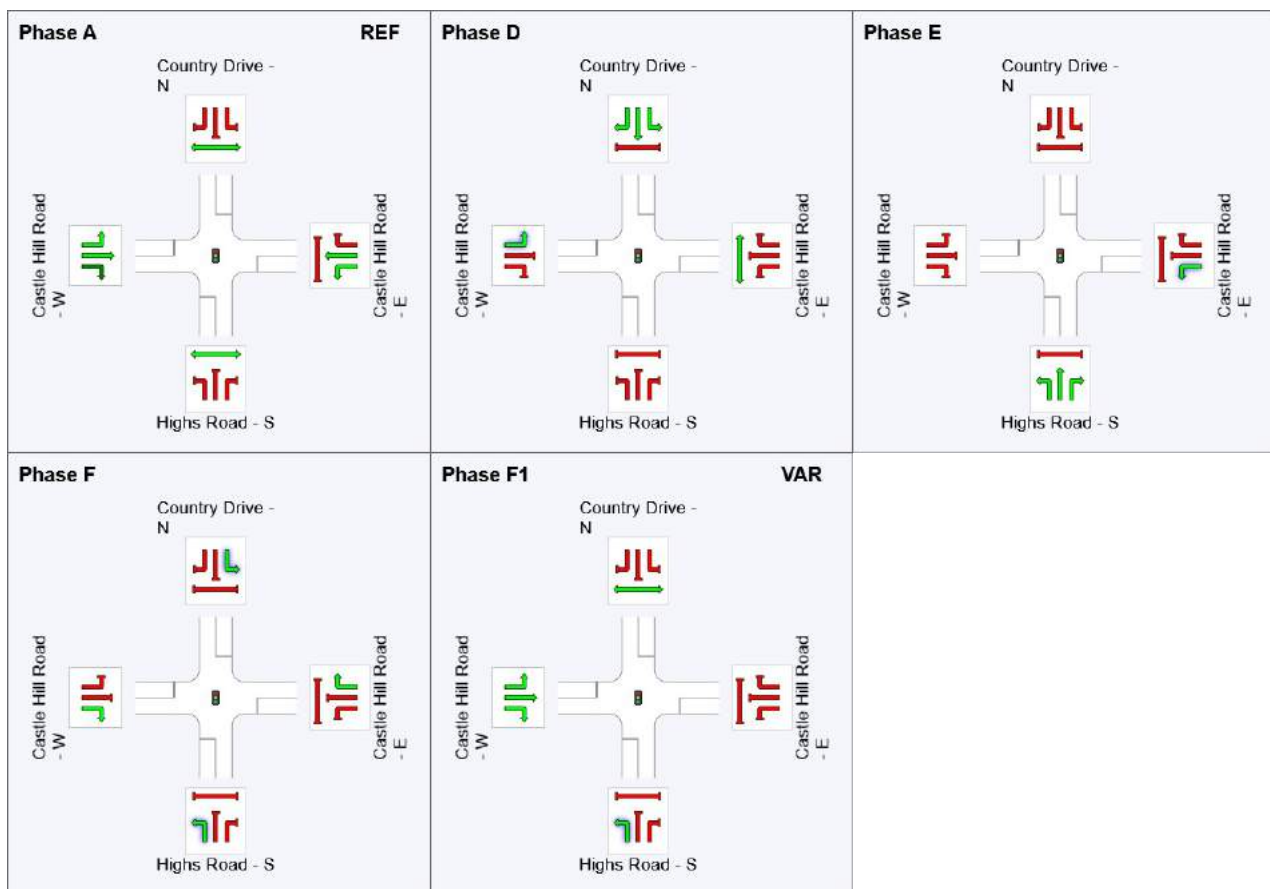 Phase A
REF
Country Drive -
N
Castle Hill Road
- W
Castle Hill Road
- E
Highs Road - S
Phase D
Country Drive -
N
Castle Hill Road
- W
Castle Hill Road
- E
Highs Road - S
Phase E
Country Drive -
N
Castle Hill Road
- W
Castle Hill Road
- E
Highs Road - S
Phase F
Country Drive -
N
Castle Hill Road
- W
Castle Hill Road
- E
Highs Road - S
Phase F1
VAR
Country Drive -
N
Castle Hill Road
- W
Castle Hill Road
- E
Highs Road - S